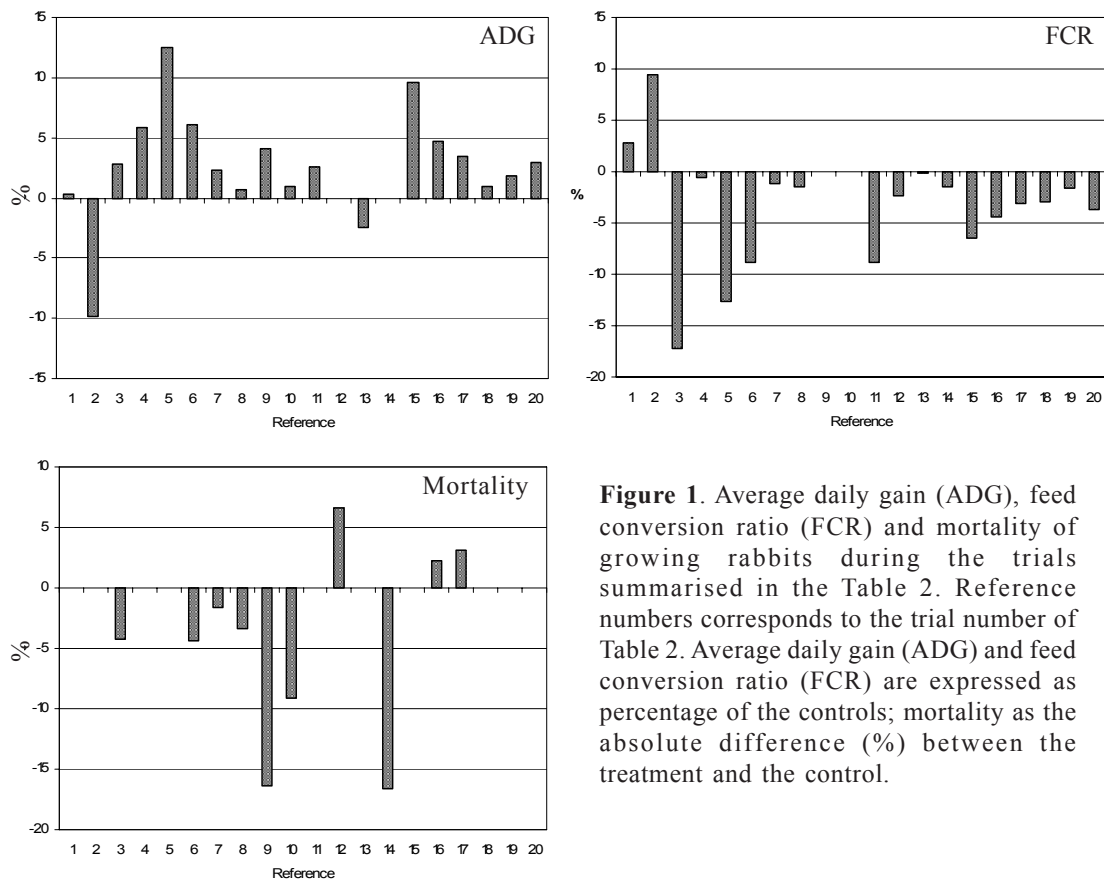 ADG
15
10
5
0
-5
-10
-15
%
1 2 3 4 5 6 7 8 9 10 11 12 13 14 15 16 17 18 19 20
Reference
FCR
15
10
5
0
-5
-10
-15
-20
%
1 2 3 4 5 6 7 8 9 10 11 12 13 14 15 16 17 18 19 20
Reference
Mortality
10
5
0
-5
-10
-15
-20
%
1 2 3 4 5 6 7 8 9 10 11 12 13 14 15 16 17 18 19 20
Reference
Figure 1. Average daily gain (ADG), feed
conversion ratio (FCR) and mortality of
growing rabbits during the trials
summarised in the Table 2. Reference
numbers corresponds to the trial number of
Table 2. Average daily gain (ADG) and feed
conversion ratio (FCR) are expressed as
percentage of the controls; mortality as the
absolute difference (%) between the
treatment and the control.